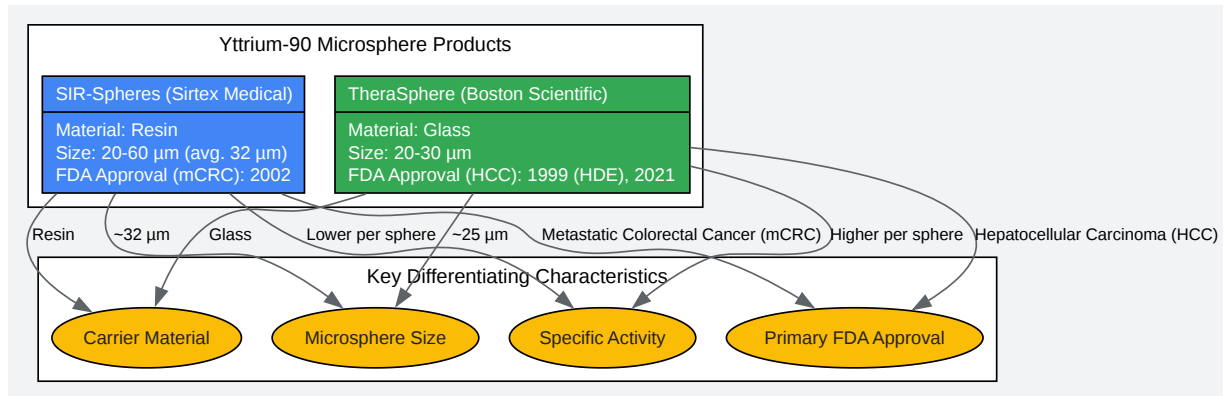 Yttrium-90 Microsphere Products
SIR-Spheres (Sirtex Medical)
Material: Resin
Size: 20-60 µm (avg. 32 µm)
FDA Approval (mCRC): 2002
TheraSphere (Boston Scientific)
Material: Glass
Size: 20-30 µm
FDA Approval (HCC): 1999 (HDE), 2021
Resin
~32 µm
Glass
Lower per sphere
~25 µm
Metastatic Colorectal Cancer (mCRC)
Higher per sphere
Hepatocellular Carcinoma (HCC)
Key Differentiating Characteristics
Carrier Material
Microsphere Size
Specific Activity
Primary FDA Approval